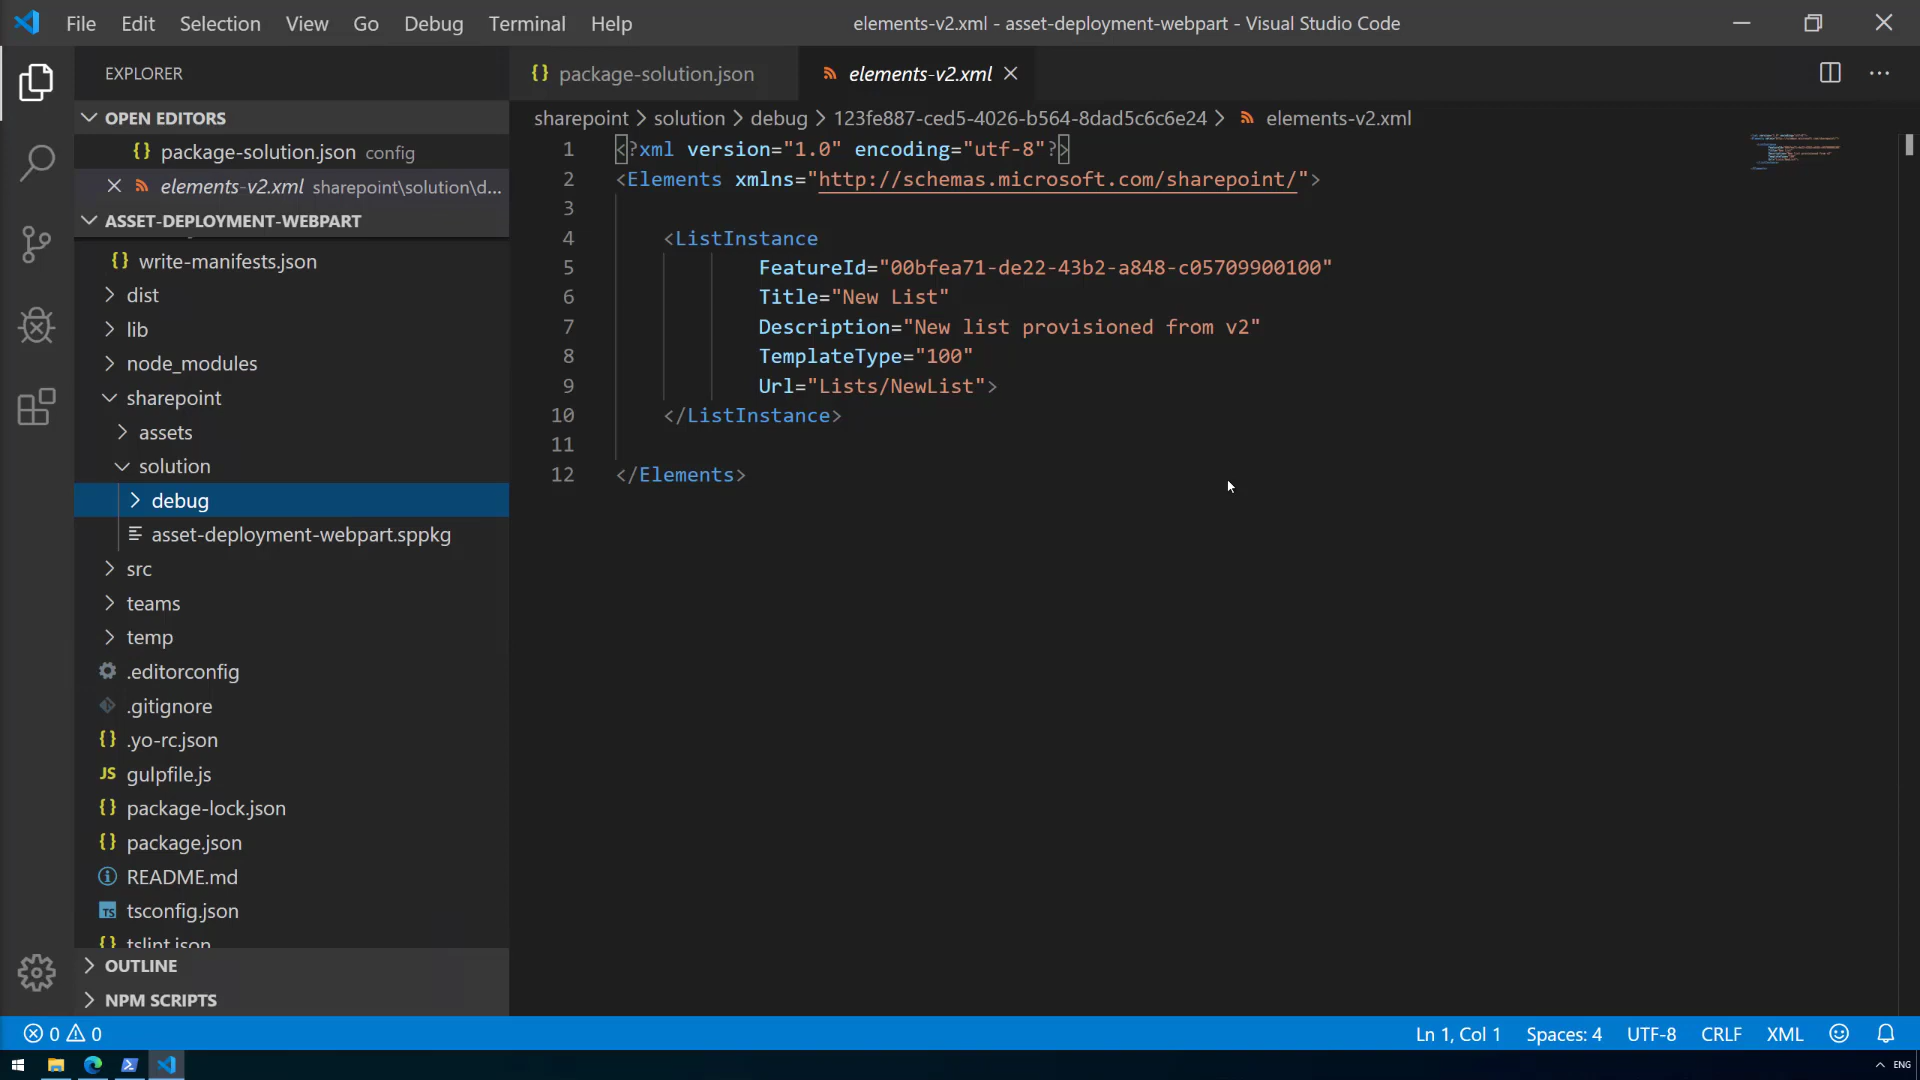 File Edit Selection View Go Debug Terminal Help
elements-v2.xml - asset-deployment-webpart - Visual Studio Code
EXPLORER
OPEN EDITORS
package-solution.json config
elements-v2.xml sharepoint\solution\d...
ASSET-DEPLOYMENT-WEBPART
write-manifests.json
dist
lib
node_modules
sharepoint
assets
solution
debug
asset-deployment-webpart.sppkg
src
teams
temp
.editorconfig
.gitignore
.yo-rc.json
JS gulpfile.js
package-lock.json
package.json
README.md
TS tsconfig.json
tslint.json
OUTLINE
NPM SCRIPTS
package-solution.json
elements-v2.xml
sharepoint > solution > debug > 123fe887-ced5-4026-b564-8dad5c6c6e24 > elements-v2.xml
1 <?xml version="1.0" encoding="utf-8"?>
2 <Elements xmlns="http://schemas.microsoft.com/sharepoint/">
3
4 <ListInstance
5 FeatureId="00bfea71-de22-43b2-a848-c05709900100"
6 Title="New List"
7 Description="New list provisioned from v2"
8 TemplateType="100"
9 Url="Lists/NewList">
10 </ListInstance>
11
12 </Elements>
0 0
Ln 1, Col 1 Spaces: 4 UTF-8 CRLF XML
ENG